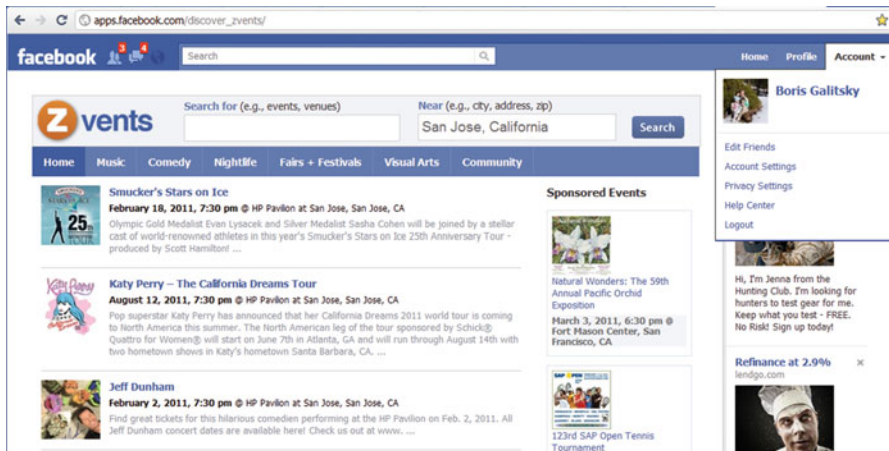 apps.facebook.com/discover_zvents/
facebook 3 4 Search Home Profile Account
Boris Galitsky
Edit Friends
Account Settings
Privacy Settings
Help Center
Logout
zvents
Search for (e.g., events, venues) Near (e.g., city, address, zip)
San Jose, California Search
Home Music Comedy Nightlife Fairs + Festivals Visual Arts Community
25th
Smucker's Stars on Ice
February 18, 2011, 7:30 pm @ HP Pavilion at San Jose, San Jose, CA
Olympic Gold Medalist Evan Lysacek and Silver Medalist Sasha Cohen will be joined by a stellar
cast of world-renowned athletes in this year's Smucker's Stars on Ice 25th Anniversary Tour -
produced by Scott Hamilton! ...
Katy Perry
Katy Perry – The California Dreams Tour
August 12, 2011, 7:30 pm @ HP Pavilion at San Jose, San Jose, CA
Pop superstar Katy Perry has announced that her California Dreams 2011 world tour is coming
to North America this summer. The North American leg of the tour sponsored by Schick®
Quattro for Women® will start on June 7th in Atlanta, GA and will run through August 14th with
two hometown shows in Katy's hometown Santa Barbara, CA. ...
Jeff Dunham
February 2, 2011, 7:30 pm @ HP Pavilion at San Jose, San Jose, CA
Find great tickets for this hilarious comedien performing at the HP Pavilion on Feb. 2, 2011. All
Jeff Dunham concert dates are available here! Check us out at www. ...
Sponsored Events
Natural Wonders: The 59th
Annual Pacific Orchid
Exposition
March 3, 2011, 6:30 pm @
Fort Mason Center, San
Francisco, CA
SAP OPEN
123rd SAP Open Tennis
Tournament
Hi, I'm Jenna from the
Hunting Club. I'm looking for
hunters to test gear for me.
Keep what you test - FREE.
No Risk! Sign up today!
Refinance at 2.9%
lendgo.com